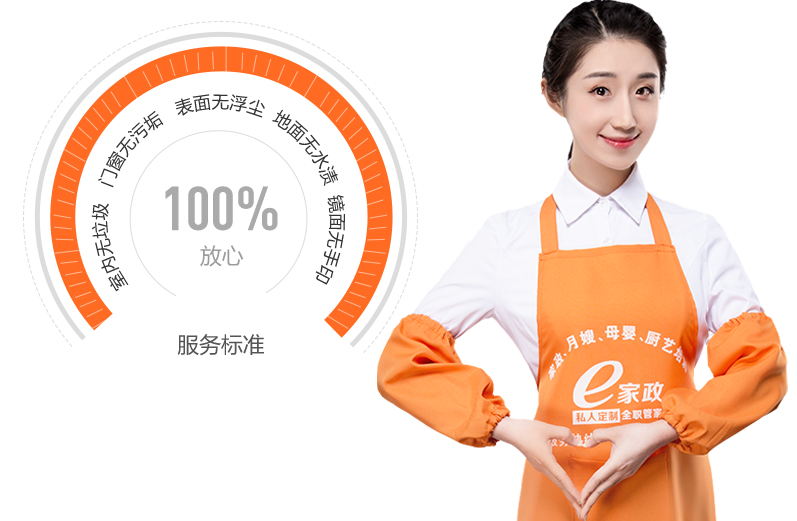 室内无垃圾
门窗无污垢
表面无浮尘
地面无水渍
镜面无手印
100%
放心
服务标准
家政、月嫂、母婴、厨艺
e家政
私人定制 全职管家